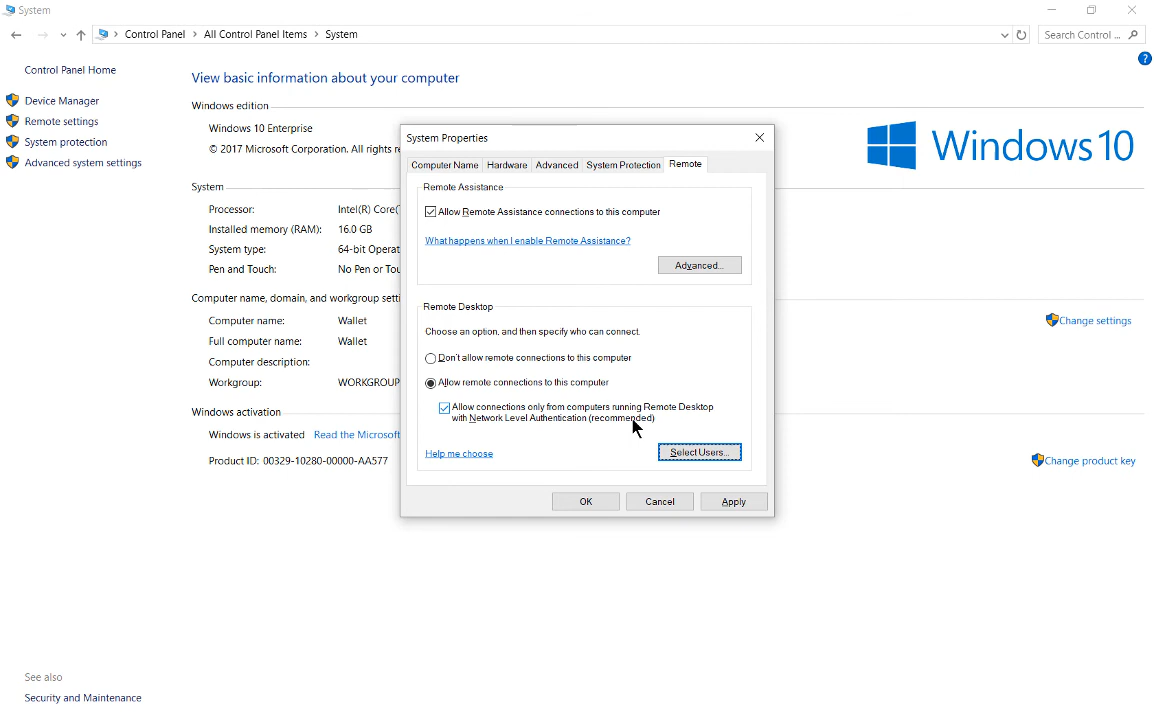 System
Control Panel > All Control Panel Items > System
Search Control ...
?
Control Panel Home
Device Manager
Remote settings
System protection
Advanced system settings
View basic information about your computer
Windows edition
Windows 10 Enterprise
© 2017 Microsoft Corporation. All rights re
Windows 10
System
Processor: Intel(R) Core(
Installed memory (RAM): 16.0 GB
System type: 64-bit Operat
Pen and Touch: No Pen or Tou
Computer name, domain, and workgroup setti
Computer name: Wallet
Full computer name: Wallet
Computer description:
Workgroup: WORKGROUP
Change settings
Windows activation
Windows is activated Read the Microsoft
Product ID: 00329-10280-00000-AA577
Change product key
See also
Security and Maintenance
System Properties
Computer Name Hardware Advanced System Protection Remote
Remote Assistance
Allow Remote Assistance connections to this computer
What happens when I enable Remote Assistance?
Advanced...
Remote Desktop
Choose an option, and then specify who can connect.
Don't allow remote connections to this computer
Allow remote connections to this computer
Allow connections only from computers running Remote Desktop
with Network Level Authentication (recommended)
Help me choose
Select Users...
OK Cancel Apply